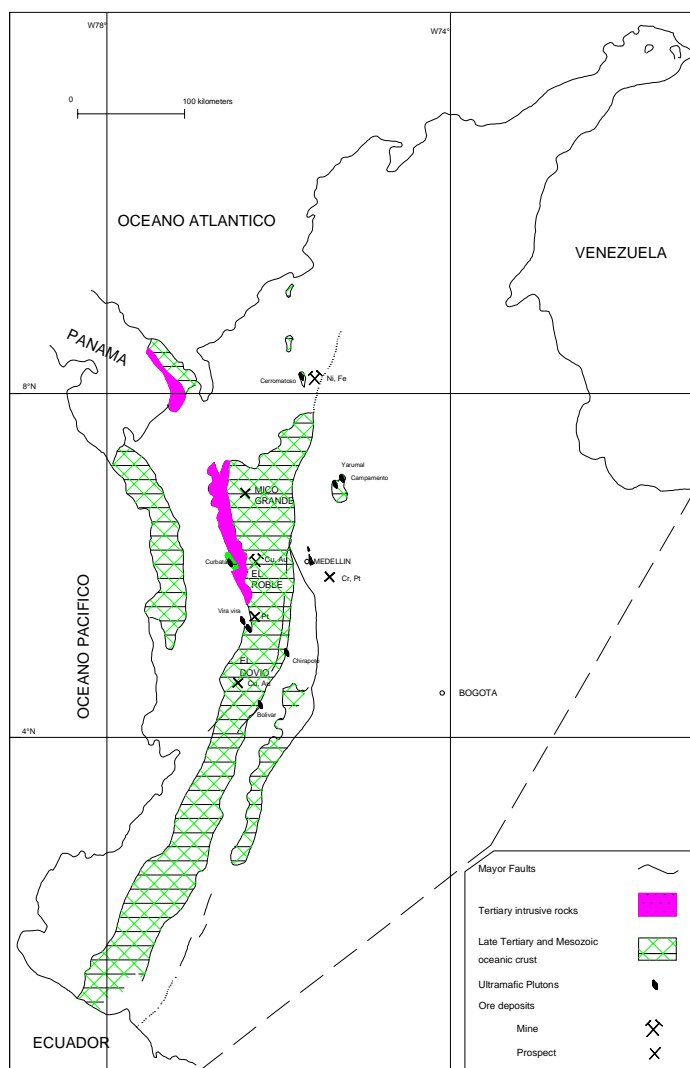 W78°
W74°
0
100 kilometers
OCEANO ATLANTICO
VENEZUELA
PANAMA
8°N
Cerromatoso
Ni, Fe
Yarumal
Campamento
MICO
GRANDE
Curbata
Cu, Au
MEDELLIN
EL
ROBLE
Cr, Pt
Vira vira
Pt
OCEANO PACIFICO
Chirapoto
EL
DOVIO
Cu, Au
BOGOTA
Bolivar
4°N
Mayor Faults
Tertiary intrusive rocks
Late Tertiary and Mesozoic
oceanic crust
Ultramafic Plutons
Ore deposits
Mine
Prospect
ECUADOR